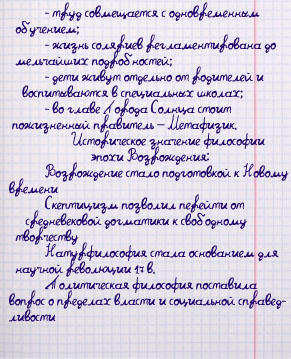 - труд совмещается с одновременным
обучением;
- жизнь соляриев регламентирована до
мельчайших подробностей;
- дети живут отдельно от родителей и
воспитываются в специальных школах;
- во главе Города Солнца стоит
пожизненный правитель – Метафизик.
Историческое значение философии
эпохи Возрождения:
Возрождение стало подготовкой к Новому
времени
Скептицизм позволил перейти от
средневековой догматики к свободному
творчеству
Натурфилософия стала основанием для
научной революции 17 в.
Политическая философия поставила
вопрос о пределах власти и социальной справед-
ливости